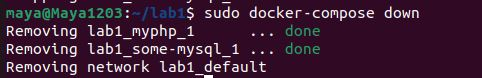 maya@Maya1203:~/lab1$ sudo docker-compose down
Removing lab1_myphp_1      ... done
Removing lab1_some-mysql_1 ... done
Removing network lab1_default